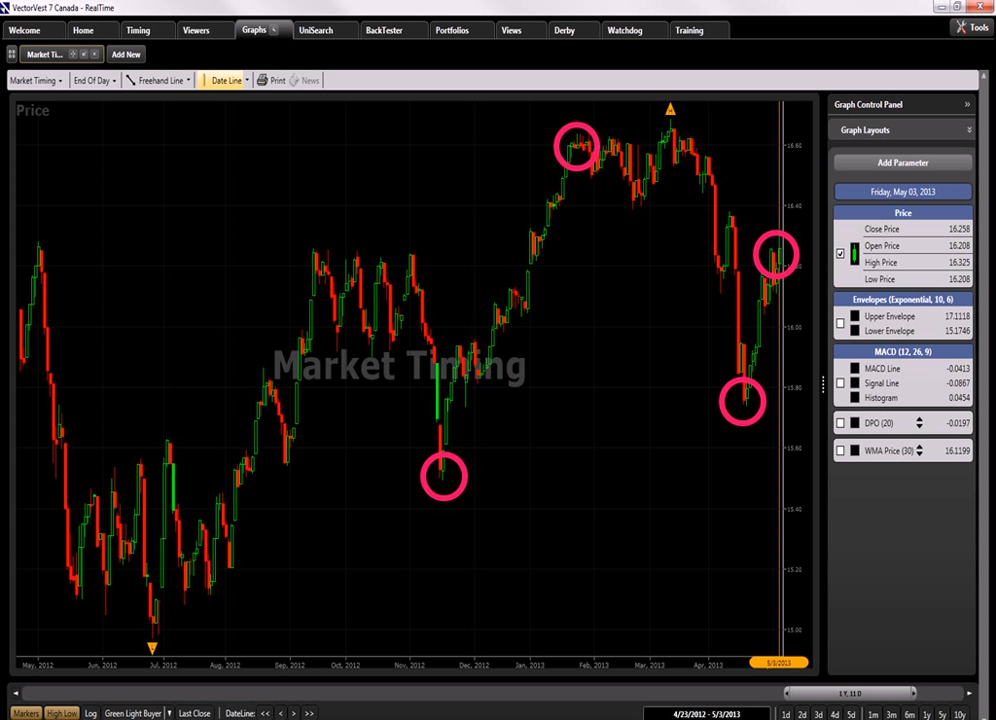 VectorVest 7 Canada - RealTime
Welcome Home Timing Viewers Graphs UniSearch BackTester Portfolios Views Derby Watchdog Training Tools
Market Ti... Add New
Market Timing End Of Day Freehand Line Date Line Print News
Price
Graph Control Panel
Graph Layouts
Add Parameter
Friday, May 03, 2013
Price
Close Price 16.258
Open Price 16.208
High Price 16.325
Low Price 16.208
Envelopes (Exponential, 10, 6)
Upper Envelope 17.1118
Lower Envelope 15.1746
MACD (12, 26, 9)
MACD Line -0.0413
Signal Line -0.0867
Histogram 0.0454
DPO (20) -0.0197
WMA Price (30) 16.1199
Market Timing
16.60
16.40
16.00
15.80
15.60
15.40
15.20
15.00
May, 2012 Jun, 2012 Jul, 2012 Aug, 2012 Sep, 2012 Oct, 2012 Nov, 2012 Dec, 2012 Jan, 2013 Feb, 2013 Mar, 2013 Apr, 2013 5/3/2013
1 Y, 11 D
Markers High Low Log Green Light Buyer Last Close DateLine: << < > >> 4/23/2012 - 5/3/2013 1d 2d 3d 4d 5d 1m 3m 6m 1y 5y 10y